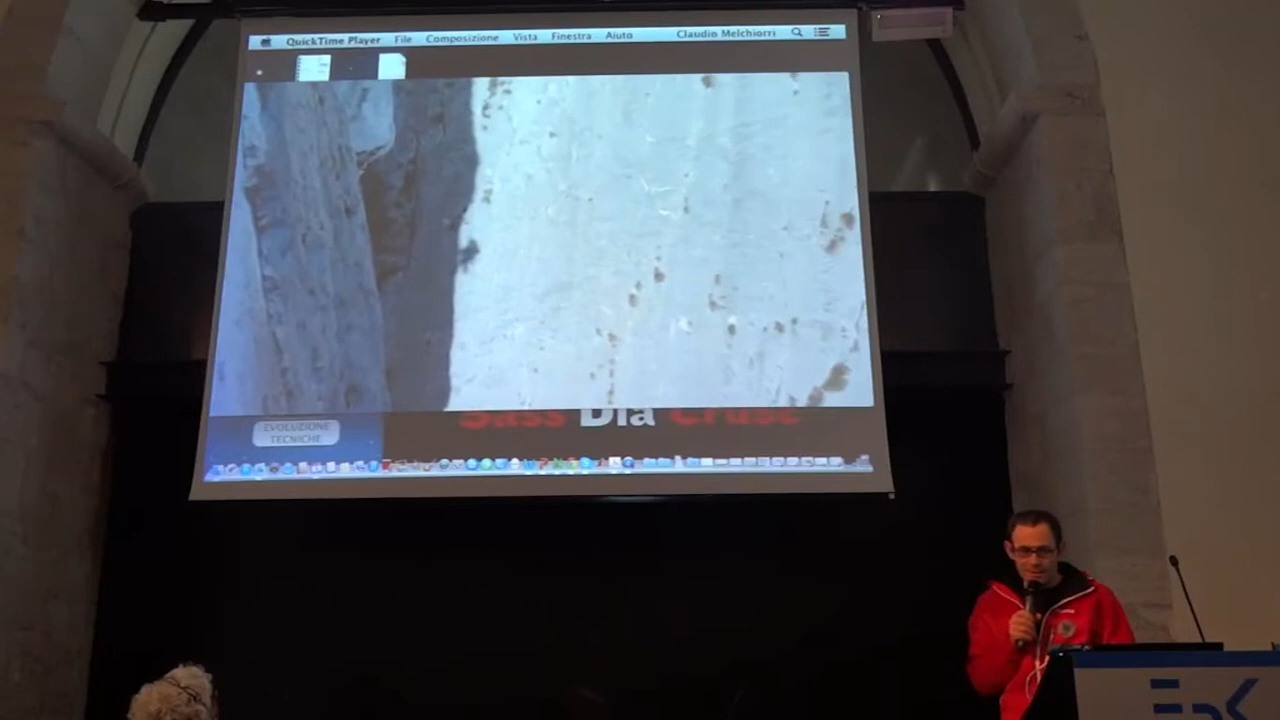 QuickTime Player File Composizione Vista Finestra Aiuto Claudio Melchiorri
EVOLUZIONE
TECNICHE
Sass Dla Crusc